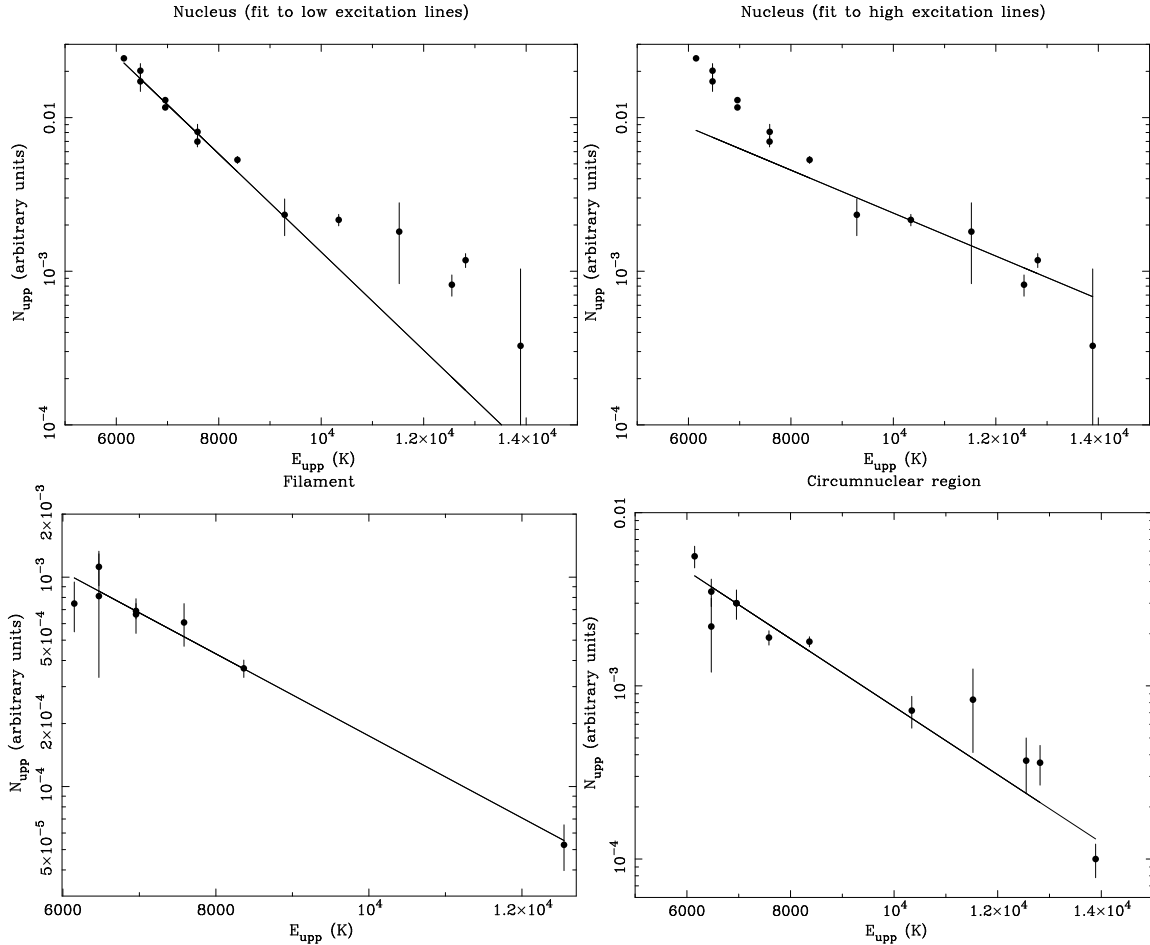 Nucleus (fit to low excitation lines)
N_upp (arbitrary units)
0.01
10^−3
10^−4
6000 8000 10^4 1.2×10^4 1.4×10^4
E_upp (K)
Nucleus (fit to high excitation lines)
N_upp (arbitrary units)
0.01
10^−3
10^−4
6000 8000 10^4 1.2×10^4 1.4×10^4
E_upp (K)
Filament
N_upp (arbitrary units)
2×10^−3
10^−3
5×10^−4
2×10^−4
10^−4
5×10^−5
6000 8000 10^4 1.2×10^4
E_upp (K)
Circumnuclear region
N_upp (arbitrary units)
0.01
10^−3
10^−4
6000 8000 10^4 1.2×10^4 1.4×10^4
E_upp (K)